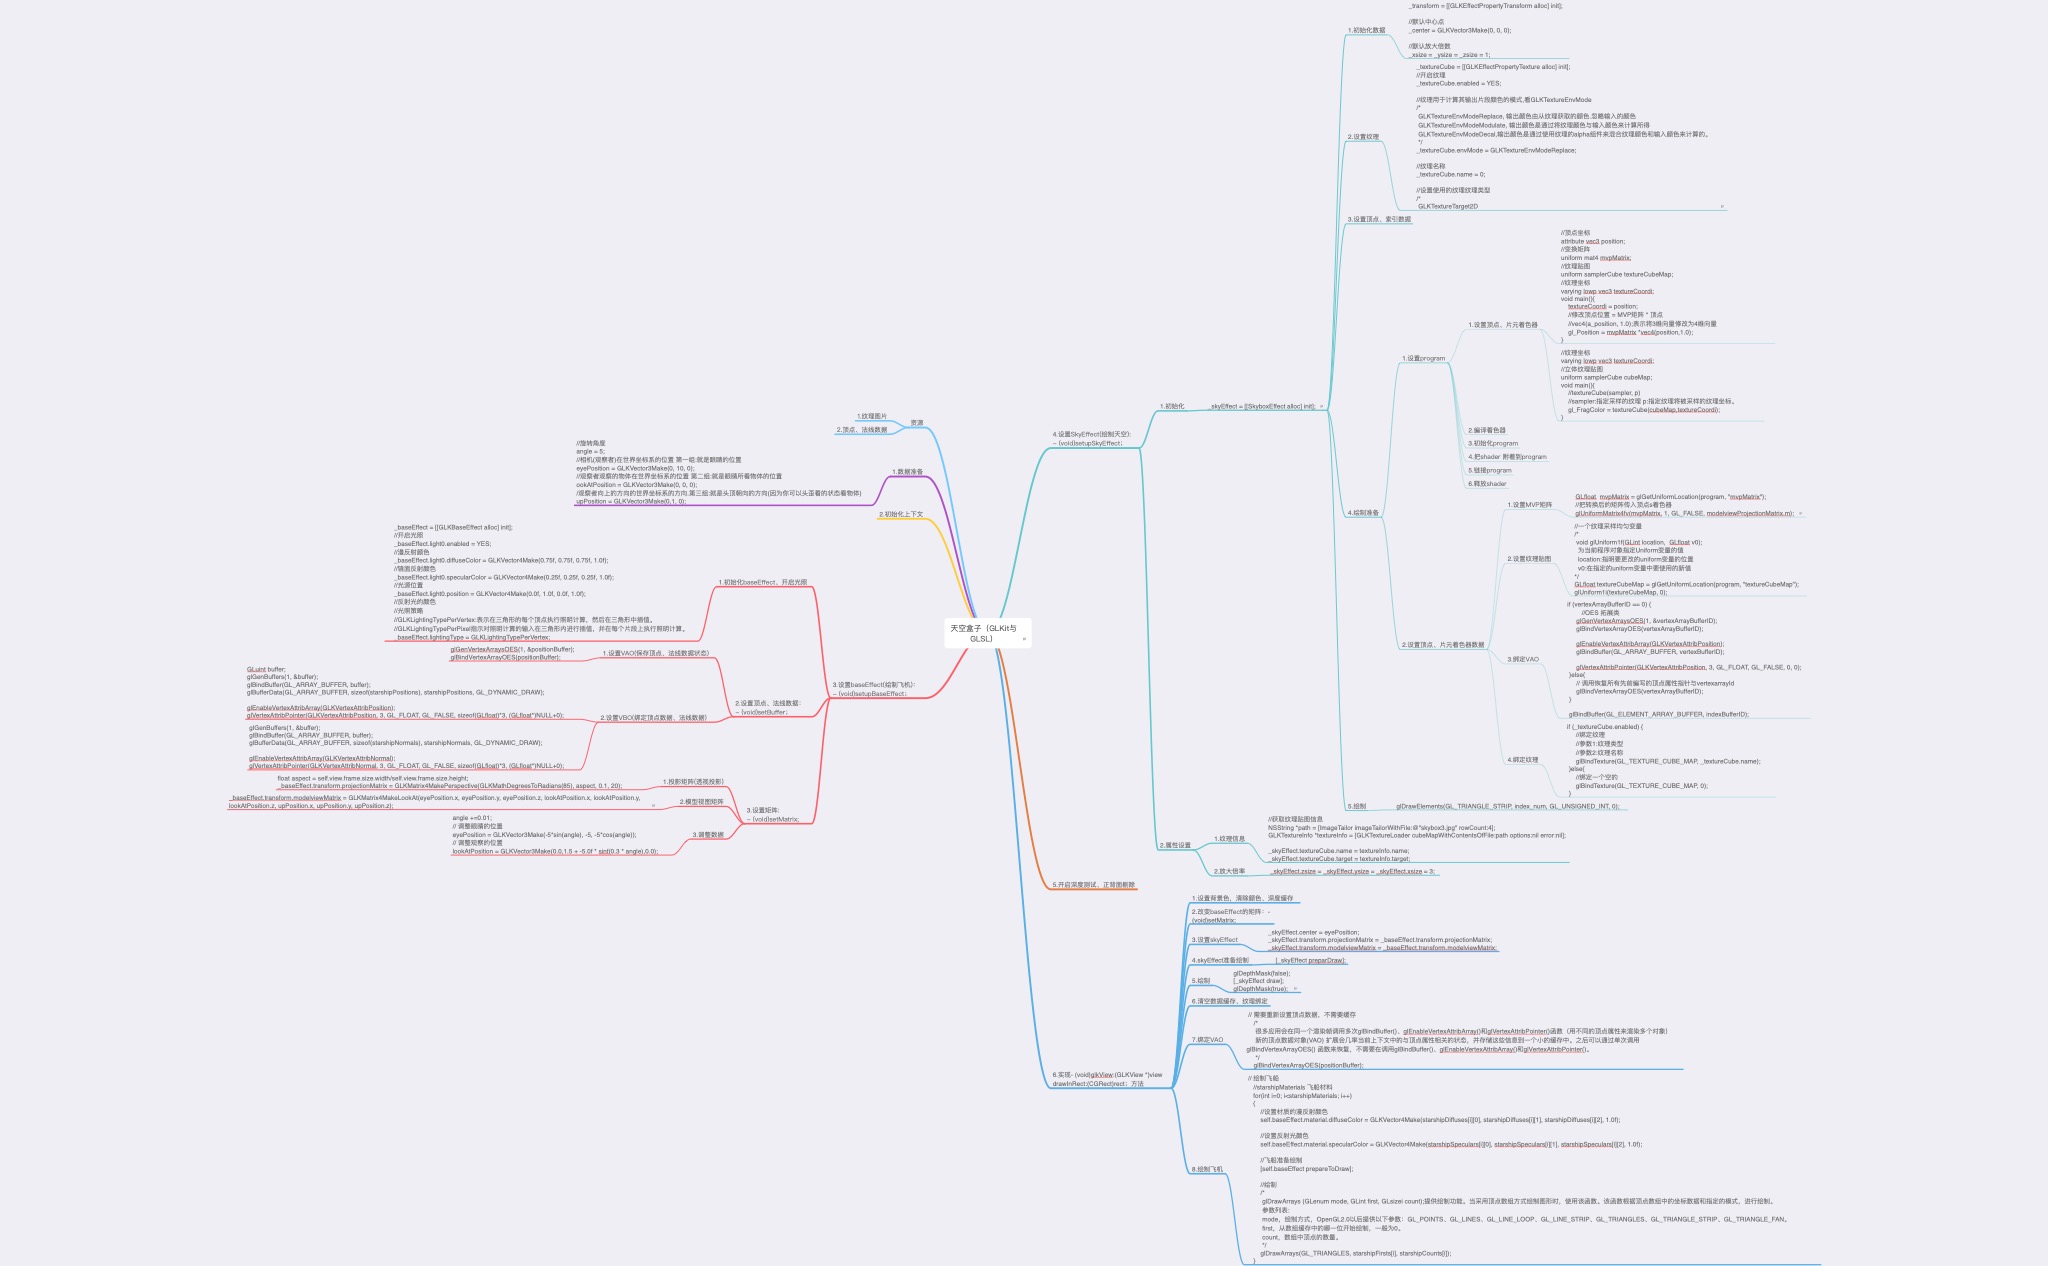 天空盒子（GLKit与
GLSL）
资源
1.纹理图片
2.顶点、法线数据
1.数据准备
//旋转角度
angle = 5;
//相机(观察者)在世界坐标系的位置 第一组:就是眼睛的位置
eyePosition = GLKVector3Make(0, 10, 0);
//观察者观察的物体在世界坐标系的位置 第二组:就是眼睛所看物体的位置
ookAtPosition = GLKVector3Make(0, 0, 0);
/观察者向上的方向的世界坐标系的方向.第三组:就是头顶朝向的方向(因为你可以头歪着的状态看物体)
upPosition = GLKVector3Make(0,1, 0);
2.初始化上下文
3.设置baseEffect(绘制飞机)：
- (void)setupBaseEffect；
1.初始化baseEffect、开启光照
_baseEffect = [[GLKBaseEffect alloc] init];
//开启光照
_baseEffect.light0.enabled = YES;
//漫反射颜色
_baseEffect.light0.diffuseColor = GLKVector4Make(0.75f, 0.75f, 0.75f, 1.0f);
//镜面反射颜色
_baseEffect.light0.specularColor = GLKVector4Make(0.25f, 0.25f, 0.25f, 1.0f);
//光源位置
_baseEffect.light0.position = GLKVector4Make(0.0f, 1.0f, 0.0f, 1.0f);
//反射光的颜色
//光照策略
//GLKLightingTypePerVertex:表示在三角形的每个顶点执行照明计算，然后在三角形中插值。
//GLKLightingTypePerPixel指示对照明计算的输入在三角形内进行插值，并在每个片段上执行照明计算。
_baseEffect.lightingType = GLKLightingTypePerVertex;
2.设置顶点、法线数据：
- (void)setBuffer；
1.设置VAO(保存顶点、法线数据状态)
glGenVertexArraysOES(1, &positionBuffer);
glBindVertexArrayOES(positionBuffer);
2.设置VBO(绑定顶点数据、法线数据)
GLuint buffer;
glGenBuffers(1, &buffer);
glBindBuffer(GL_ARRAY_BUFFER, buffer);
glBufferData(GL_ARRAY_BUFFER, sizeof(starshipPositions), starshipPositions, GL_DYNAMIC_DRAW);
glEnableVertexAttribArray(GLKVertexAttribPosition);
glVertexAttribPointer(GLKVertexAttribPosition, 3, GL_FLOAT, GL_FALSE, sizeof(GLfloat)*3, (GLfloat*)NULL+0);
glGenBuffers(1, &buffer);
glBindBuffer(GL_ARRAY_BUFFER, buffer);
glBufferData(GL_ARRAY_BUFFER, sizeof(starshipNormals), starshipNormals, GL_DYNAMIC_DRAW);
glEnableVertexAttribArray(GLKVertexAttribNormal);
glVertexAttribPointer(GLKVertexAttribNormal, 3, GL_FLOAT, GL_FALSE, sizeof(GLfloat)*3, (GLfloat*)NULL+0);
3.设置矩阵：
- (void)setMatrix;
1.投影矩阵(透视投影)
float aspect = self.view.frame.size.width/self.view.frame.size.height;
_baseEffect.transform.projectionMatrix = GLKMatrix4MakePerspective(GLKMathDegreesToRadians(85), aspect, 0.1, 20);
2.模型视图矩阵
_baseEffect.transform.modelviewMatrix = GLKMatrix4MakeLookAt(eyePosition.x, eyePosition.y, eyePosition.z, lookAtPosition.x, lookAtPosition.y,
lookAtPosition.z, upPosition.x, upPosition.y, upPosition.z);
3.调整数据
angle +=0.01;
// 调整眼睛的位置
eyePosition = GLKVector3Make(-5*sin(angle), -5, -5*cos(angle));
// 调整观察的位置
lookAtPosition = GLKVector3Make(0.0,1.5 + -5.0f * sinf(0.3 * angle),0.0);
4.设置SkyEffect(绘制天空)：
- (void)setupSkyEffect；
1.初始化
_skyEffect = [[SkyboxEffect alloc] init];
1.初始化数据
_transform = [[GLKEffectPropertyTransform alloc] init];
//默认中心点
_center = GLKVector3Make(0, 0, 0);
//默认放大倍数
_xsize = _ysize = _zsize = 1;
2.设置纹理
_textureCube = [[GLKEffectPropertyTexture alloc] init];
//开启纹理
_textureCube.enabled = YES;
//纹理用于计算其输出片段颜色的模式,看GLKTextureEnvMode
/*
GLKTextureEnvModeReplace, 输出颜色由从纹理获取的颜色.忽略输入的颜色
GLKTextureEnvModeModulate, 输出颜色是通过将纹理颜色与输入颜色来计算所得
GLKTextureEnvModeDecal,输出颜色是通过使用纹理的alpha组件来混合纹理颜色和输入颜色来计算的。
*/
_textureCube.envMode = GLKTextureEnvModeReplace;
//纹理名称
_textureCube.name = 0;
//设置使用的纹理纹理类型
/*
GLKTextureTarget2D
3.设置顶点、索引数据
4.绘制准备
1.设置program
1.设置顶点、片元着色器
//顶点坐标
attribute vec3 position;
//变换矩阵
uniform mat4 mvpMatrix;
//纹理贴图
uniform samplerCube textureCubeMap;
//纹理坐标
varying lowp vec3 textureCoordi;
void main(){
textureCoordi = position;
//修改顶点位置 = MVP矩阵 * 顶点
//vec4(a_position, 1.0);表示将3维向量修改为4维向量
gl_Position = mvpMatrix *vec4(position,1.0);
}
//纹理坐标
varying lowp vec3 textureCoordi;
//立体纹理贴图
uniform samplerCube cubeMap;
void main(){
//textureCube(sampler, p)
//sampler:指定采样的纹理 p:指定纹理将被采样的纹理坐标。
gl_FragColor = textureCube(cubeMap,textureCoordi);
}
2.编译着色器
3.初始化program
4.把shader 附着到program
5.链接program
6.释放shader
2.设置顶点、片元着色器数据
1.设置MVP矩阵
GLfloat  mvpMatrix = glGetUniformLocation(program, "mvpMatrix");
//把转换后的矩阵传入顶点s着色器
glUniformMatrix4fv(mvpMatrix, 1, GL_FALSE, modelviewProjectionMatrix.m);
2.设置纹理贴图
//一个纹理采样均匀变量
/*
void glUniform1f(GLint location,  GLfloat v0);
为当前程序对象指定Uniform变量的值
location:指明要更改的uniform变量的位置
v0:在指定的uniform变量中要使用的新值
*/
GLfloat textureCubeMap = glGetUniformLocation(program, "textureCubeMap");
glUniform1i(textureCubeMap, 0);
3.绑定VAO
if (vertexArrayBufferID == 0) {
//OES 拓展类
glGenVertexArraysOES(1, &vertexArrayBufferID);
glBindVertexArrayOES(vertexArrayBufferID);
glEnableVertexAttribArray(GLKVertexAttribPosition);
glBindBuffer(GL_ARRAY_BUFFER, vertexBufferID);
glVertexAttribPointer(GLKVertexAttribPosition, 3, GL_FLOAT, GL_FALSE, 0, 0);
}else{
// 调用恢复所有先前编写的顶点属性指针与vertexarrayId
glBindVertexArrayOES(vertexArrayBufferID);
}
glBindBuffer(GL_ELEMENT_ARRAY_BUFFER, indexBufferID);
4.绑定纹理
if (_textureCube.enabled) {
//绑定纹理
//参数1:纹理类型
//参数2:纹理名称
glBindTexture(GL_TEXTURE_CUBE_MAP, _textureCube.name);
}else{
//绑定一个空的
glBindTexture(GL_TEXTURE_CUBE_MAP, 0);
}
5.绘制
glDrawElements(GL_TRIANGLE_STRIP, index_num, GL_UNSIGNED_INT, 0);
2.属性设置
1.纹理信息
//获取纹理贴图信息
NSString *path = [ImageTailor imageTailorWithFile:@"skybox3.jpg" rowCount:4];
GLKTextureInfo *textureInfo = [GLKTextureLoader cubeMapWithContentsOfFile:path options:nil error:nil];
_skyEffect.textureCube.name = textureInfo.name;
_skyEffect.textureCube.target = textureInfo.target;
2.放大倍率
_skyEffect.zsize = _skyEffect.ysize = _skyEffect.xsize = 3;
5.开启深度测试、正背面剔除
6.实现- (void)glkView:(GLKView *)view
drawInRect:(CGRect)rect；方法
1.设置背景色，清除颜色、深度缓存
2.改变baseEffect的矩阵：-
(void)setMatrix;
3.设置skyEffect
_skyEffect.center = eyePosition;
_skyEffect.transform.projectionMatrix = _baseEffect.transform.projectionMatrix;
_skyEffect.transform.modelviewMatrix = _baseEffect.transform.modelviewMatrix;
4.skyEffect准备绘制
[_skyEffect preparDraw];
5.绘制
glDepthMask(false);
[_skyEffect draw];
glDepthMask(true);
6.清空数据缓存、纹理绑定
7.绑定VAO
// 需要重新设置顶点数据，不需要缓存
/*
很多应用会在同一个渲染帧调用多次glBindBuffer()、glEnableVertexAttribArray()和glVertexAttribPointer()函数（用不同的顶点属性来渲染多个对象）
新的顶点数据对象(VAO) 扩展会几率当前上下文中的与顶点属性相关的状态，并存储这些信息到一个小的缓存中。之后可以通过单次调用
glBindVertexArrayOES() 函数来恢复，不需要在调用glBindBuffer()、glEnableVertexAttribArray()和glVertexAttribPointer()。
*/
glBindVertexArrayOES(positionBuffer);
8.绘制飞机
// 绘制飞船
//starshipMaterials 飞船材料
for(int i=0; i<starshipMaterials; i++)
{
//设置材质的漫反射颜色
self.baseEffect.material.diffuseColor = GLKVector4Make(starshipDiffuses[i][0], starshipDiffuses[i][1], starshipDiffuses[i][2], 1.0f);
//设置反射光颜色
self.baseEffect.material.specularColor = GLKVector4Make(starshipSpeculars[i][0], starshipSpeculars[i][1], starshipSpeculars[i][2], 1.0f);
//飞船准备绘制
[self.baseEffect prepareToDraw];
//绘制
/*
glDrawArrays (GLenum mode, GLint first, GLsizei count);提供绘制功能。当采用顶点数组方式绘制图形时，使用该函数。该函数根据顶点数组中的坐标数据和指定的模式，进行绘制。
参数列表:
mode，绘制方式，OpenGL2.0以后提供以下参数：GL_POINTS、GL_LINES、GL_LINE_LOOP、GL_LINE_STRIP、GL_TRIANGLES、GL_TRIANGLE_STRIP、GL_TRIANGLE_FAN。
first，从数组缓存中的哪一位开始绘制，一般为0。
count，数组中顶点的数量。
*/
glDrawArrays(GL_TRIANGLES, starshipFirsts[i], starshipCounts[i]);
}